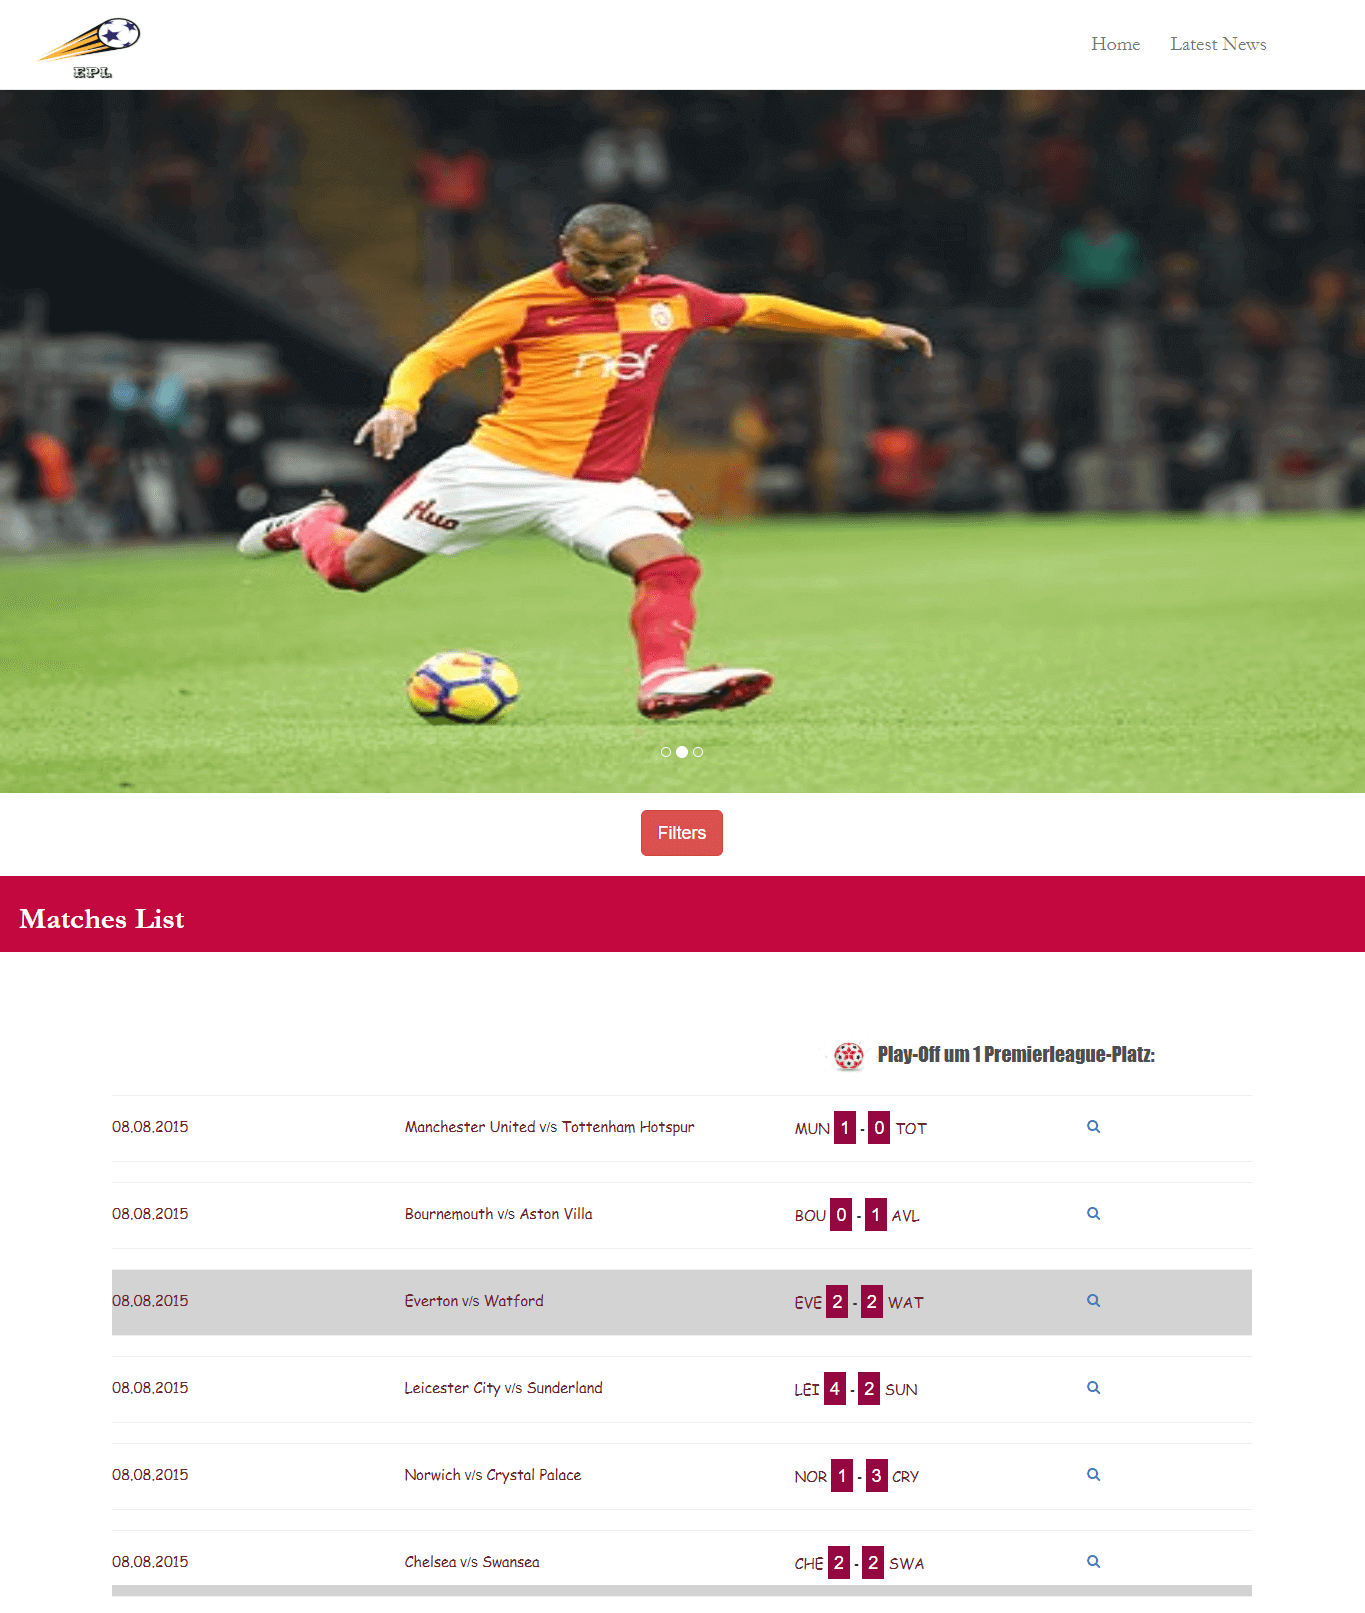 EPL
Home Latest News
nef
Huo
Filters
Matches List
Play-Off um 1 Premierleague-Platz:
08.08.2015 Manchester United v/s Tottenham Hotspur MUN 1 - 0 TOT
08.08.2015 Bournemouth v/s Aston Villa BOU 0 - 1 AVL
08.08.2015 Everton v/s Watford EVE 2 - 2 WAT
08.08.2015 Leicester City v/s Sunderland LEI 4 - 2 SUN
08.08.2015 Norwich v/s Crystal Palace NOR 1 - 3 CRY
08.08.2015 Chelsea v/s Swansea CHE 2 - 2 SWA